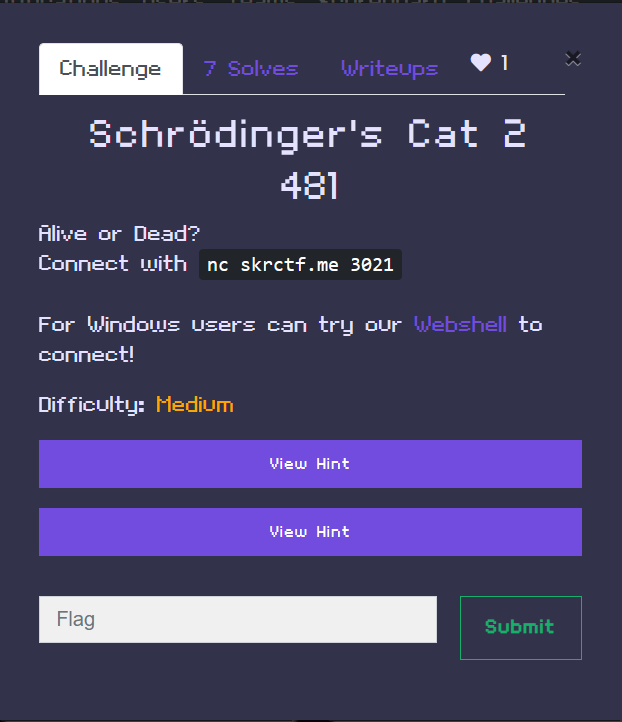 Challenge
7 Solves
Writeups
1
×
Schrödinger's Cat 2
481
Alive or Dead?
Connect with nc skrctf.me 3021
For Windows users can try our Webshell to
connect!
Difficulty: Medium
View Hint
View Hint
Flag
Submit